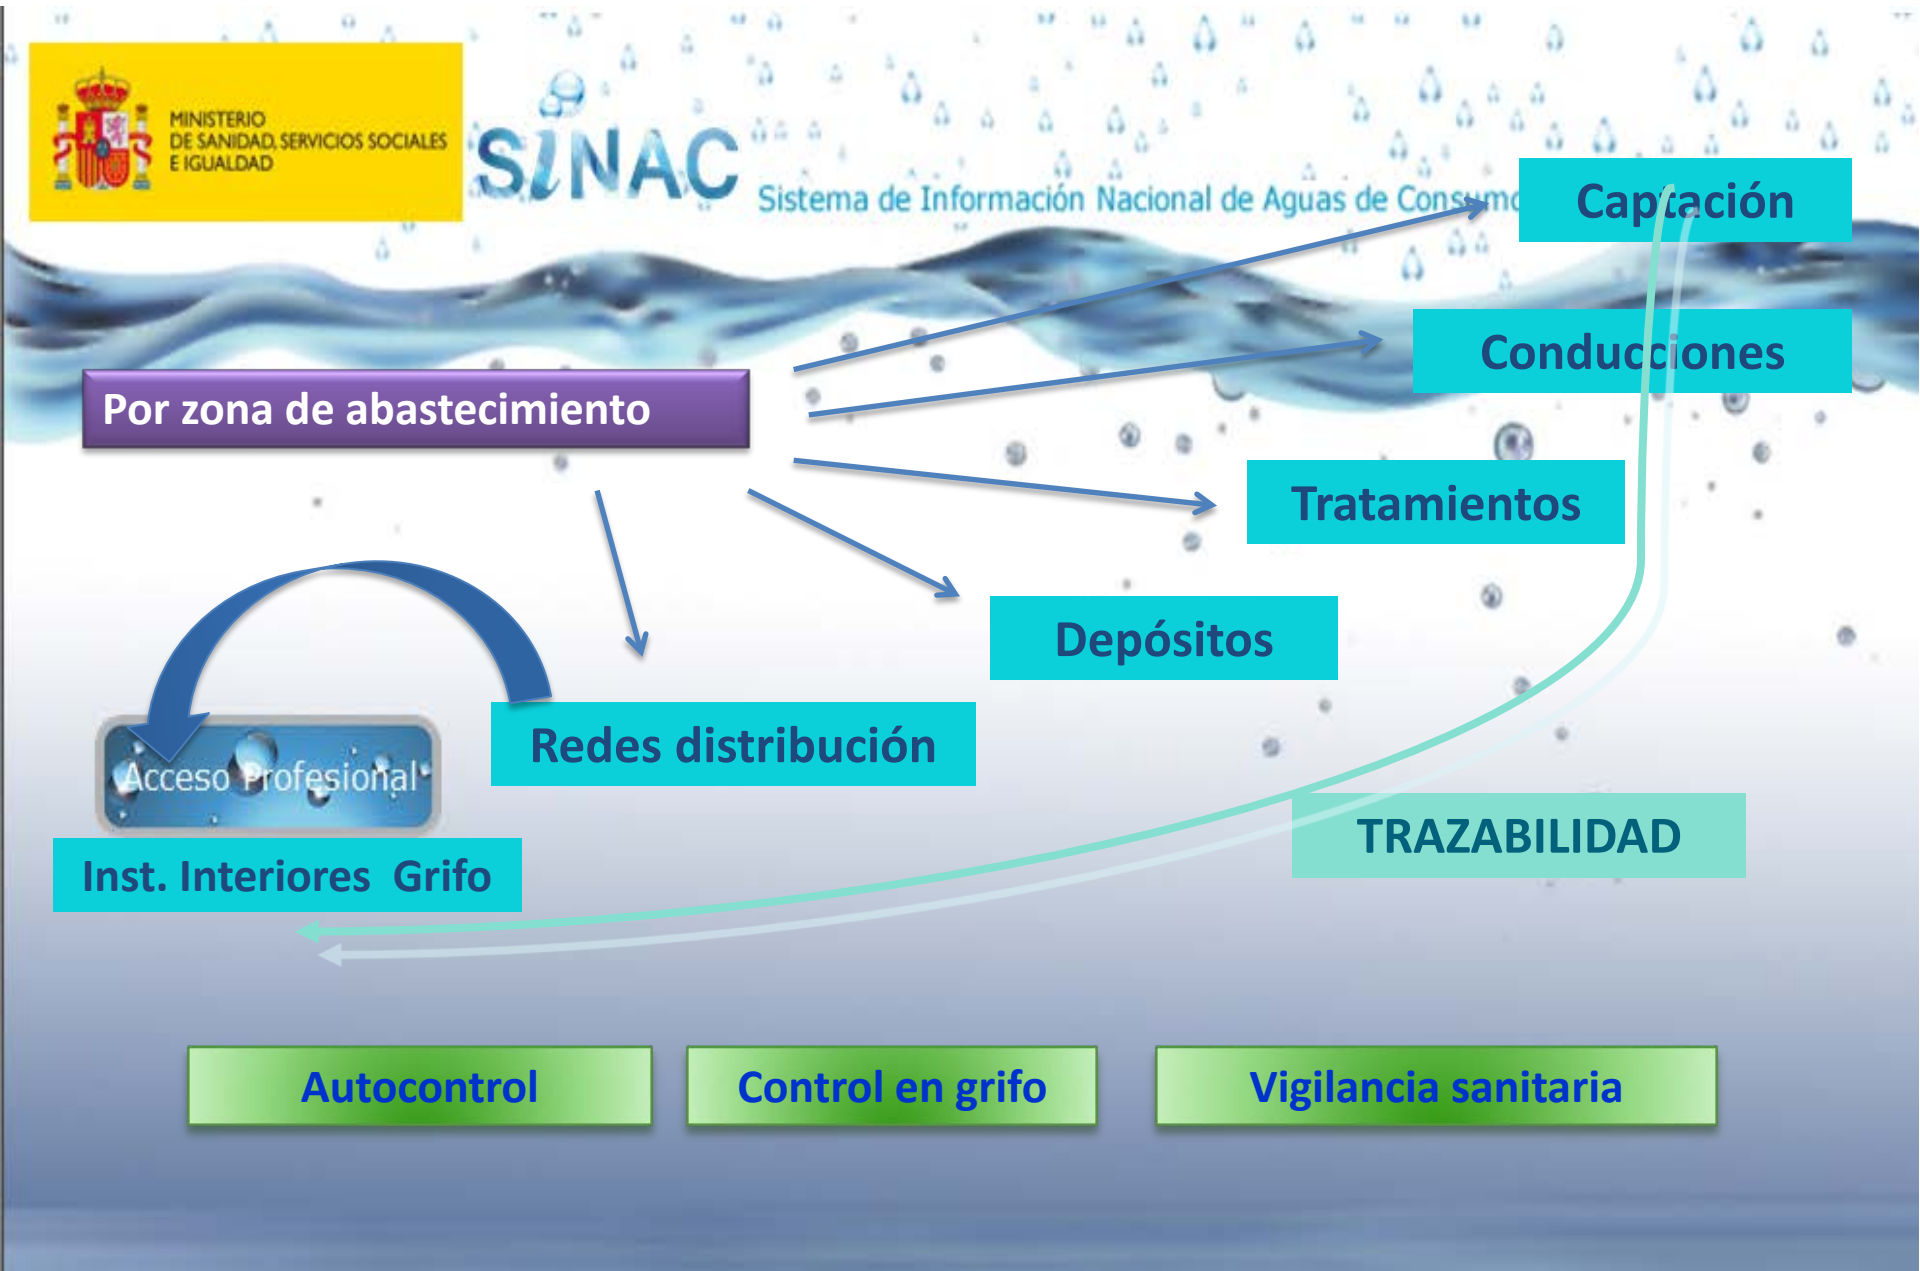 MINISTERIO
DE SANIDAD, SERVICIOS SOCIALES
E IGUALDAD
SiNAC
Sistema de Información Nacional de Aguas de Consumo
Captación
Conducciones
Por zona de abastecimiento
Tratamientos
Depósitos
Redes distribución
Acceso Profesional
TRAZABILIDAD
Inst. Interiores Grifo
Autocontrol
Control en grifo
Vigilancia sanitaria